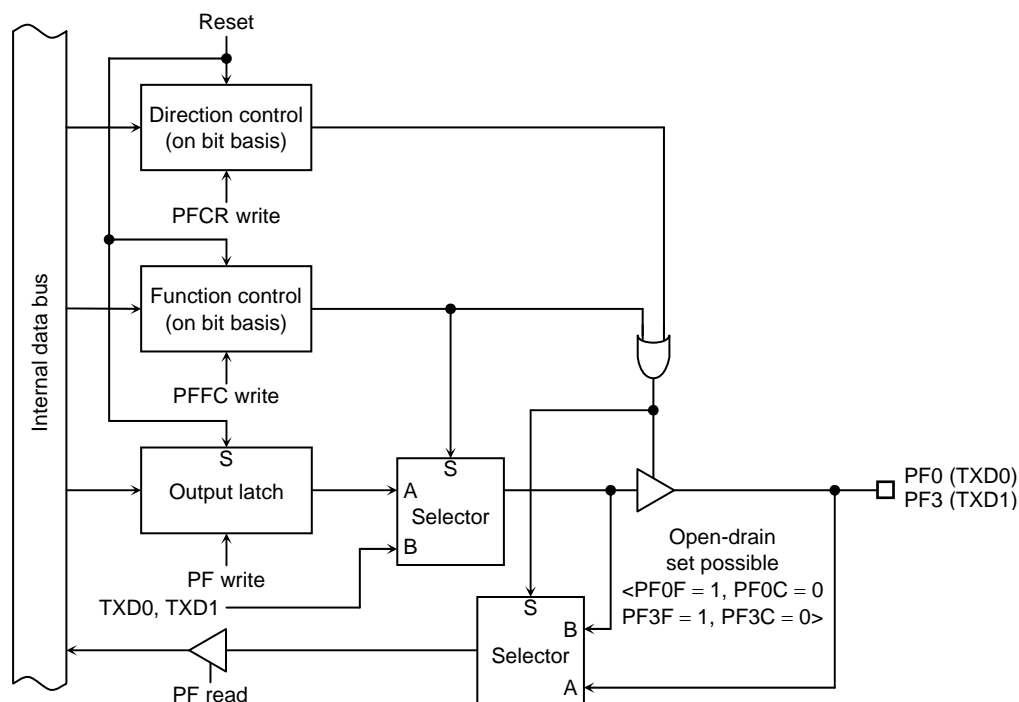 Reset
Direction control
(on bit basis)
PFCR write
Internal data bus
Function control
(on bit basis)
PFFC write
S
Output latch
PF write
TXD0, TXD1
S
A
Selector
B
PF0 (TXD0)
PF3 (TXD1)
Open-drain
set possible
<PF0F = 1, PF0C = 0
PF3F = 1, PF3C = 0>
S
B
Selector
A
PF read